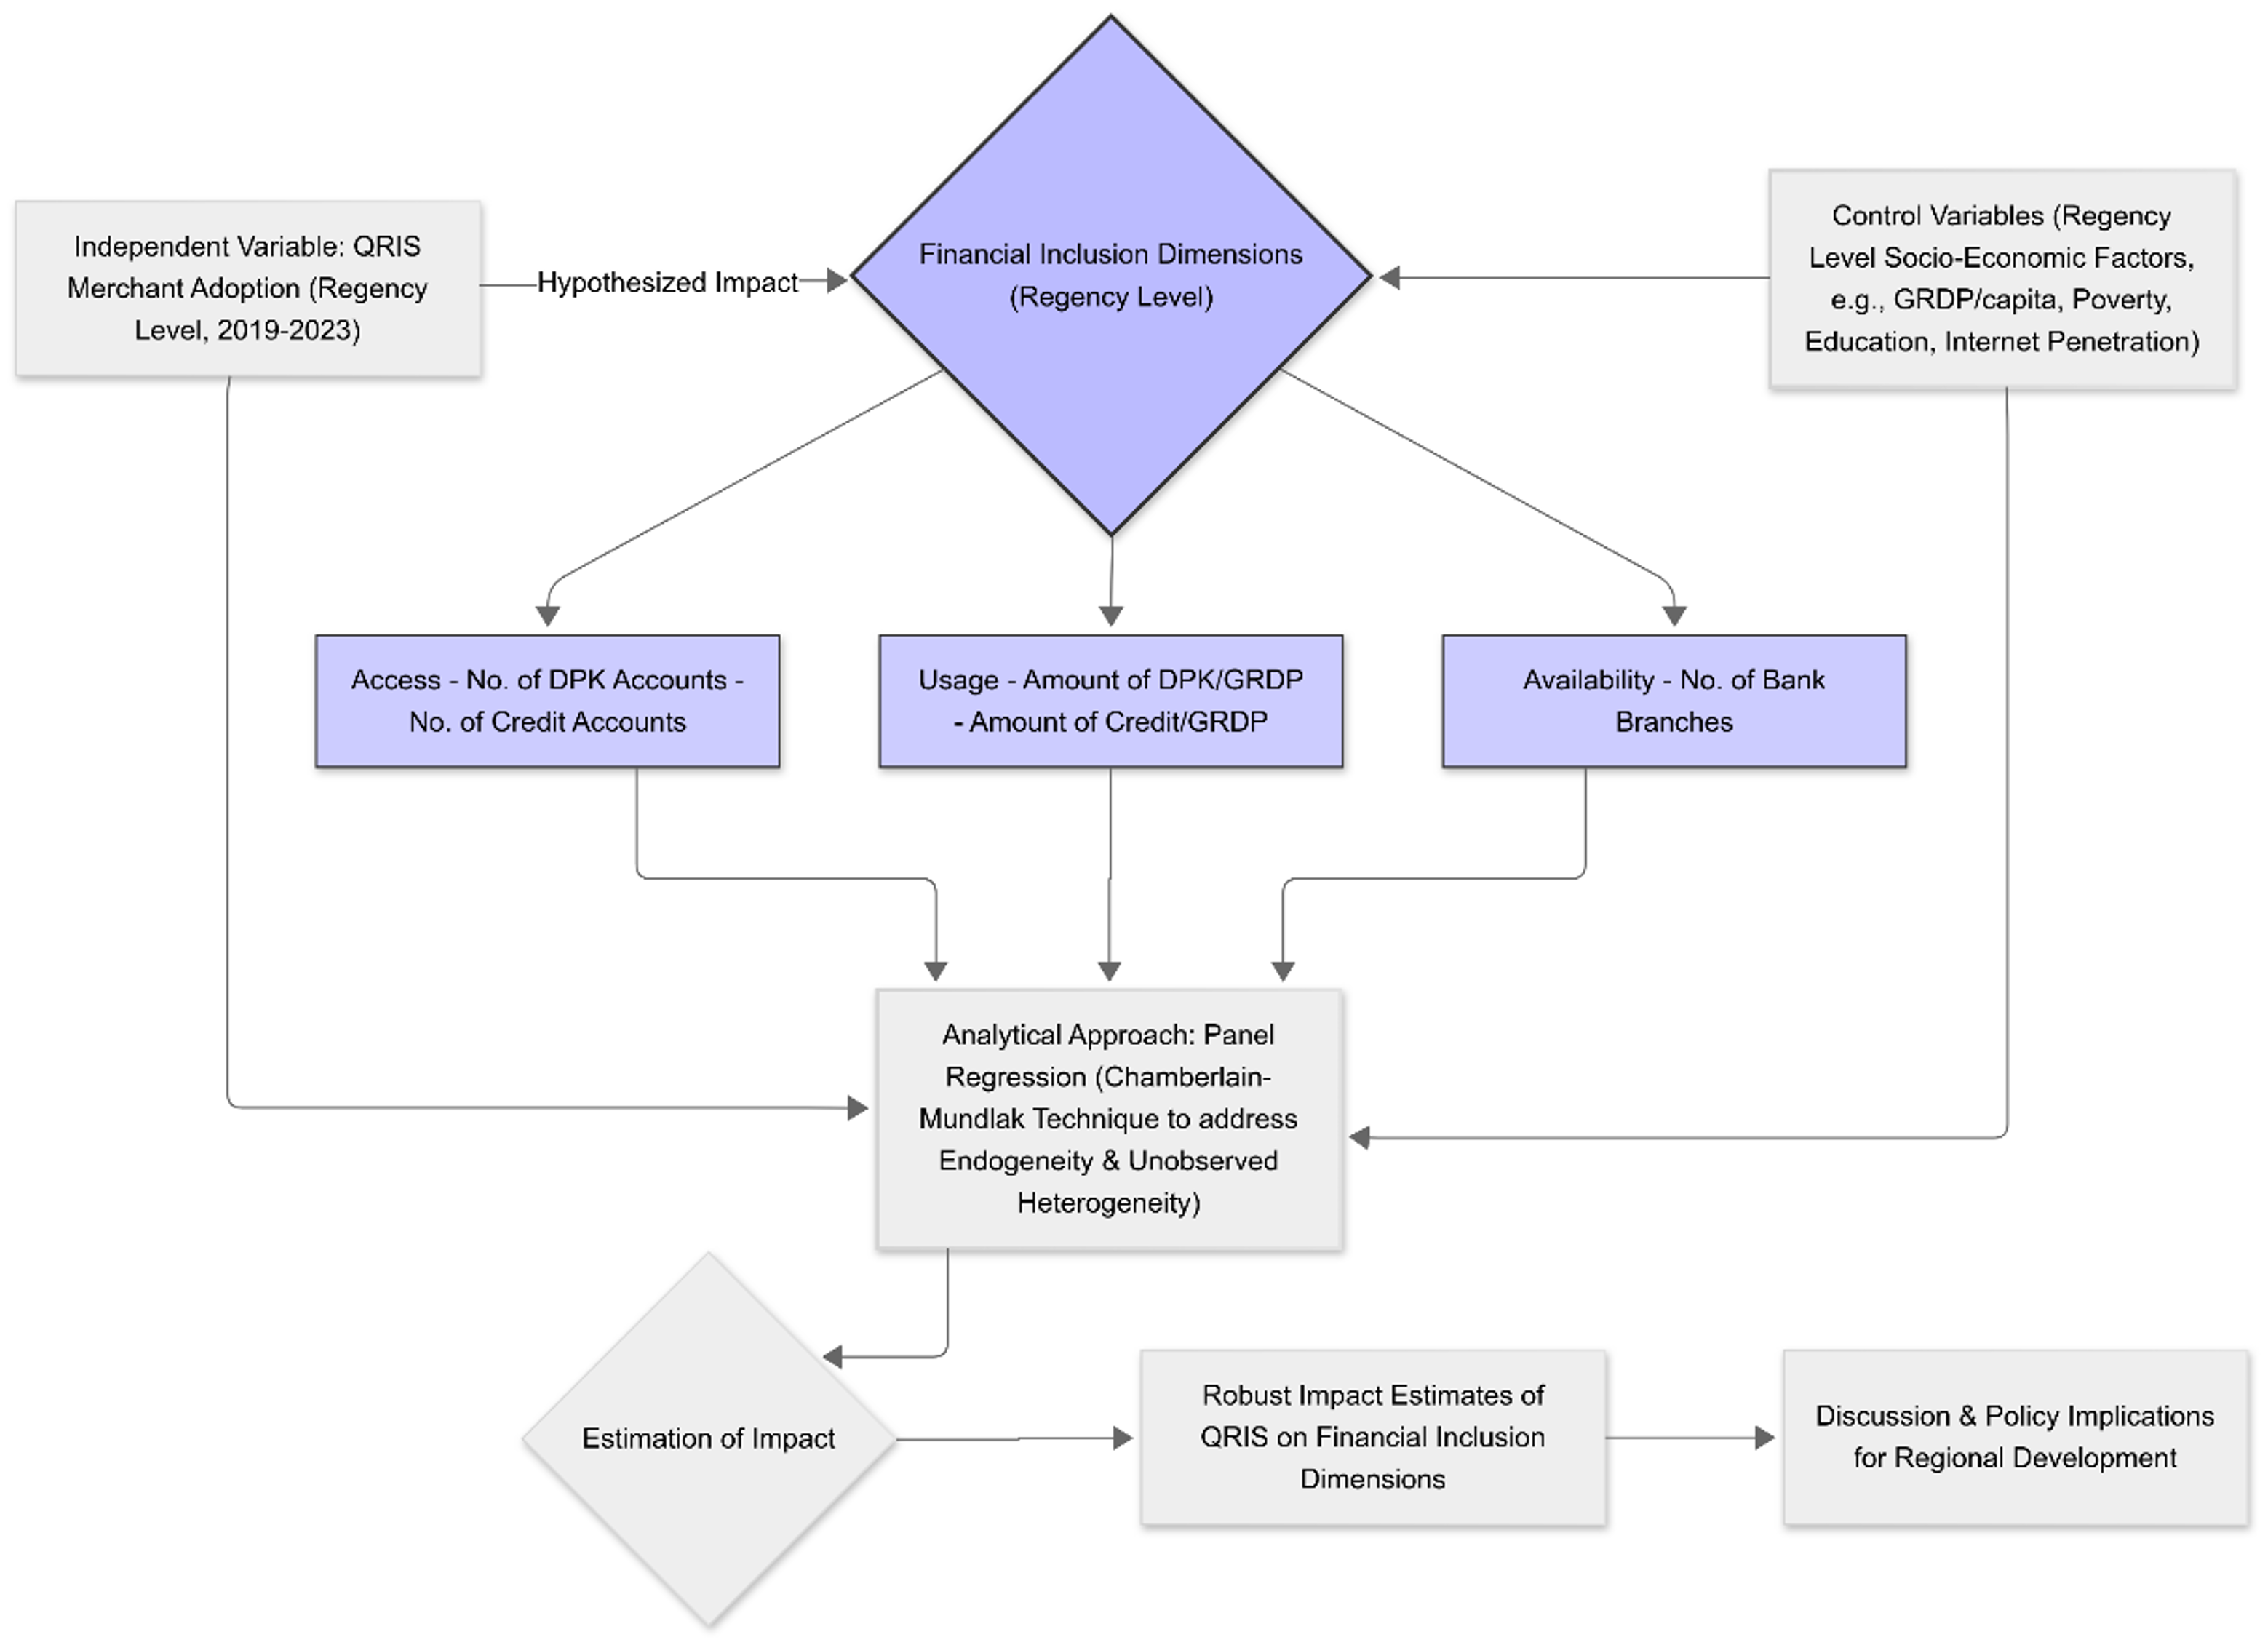 Independent Variable: QRIS
Merchant Adoption (Regency
Level, 2019-2023)
Hypothesized Impact
Financial Inclusion Dimensions
(Regency Level)
Control Variables (Regency
Level Socio-Economic Factors,
e.g., GRDP/capita, Poverty,
Education, Internet Penetration)
Access - No. of DPK Accounts -
No. of Credit Accounts
Usage - Amount of DPK/GRDP
- Amount of Credit/GRDP
Availability - No. of Bank
Branches
Analytical Approach: Panel
Regression (Chamberlain-
Mundlak Technique to address
Endogeneity & Unobserved
Heterogeneity)
Estimation of Impact
Robust Impact Estimates of
QRIS on Financial Inclusion
Dimensions
Discussion & Policy Implications
for Regional Development